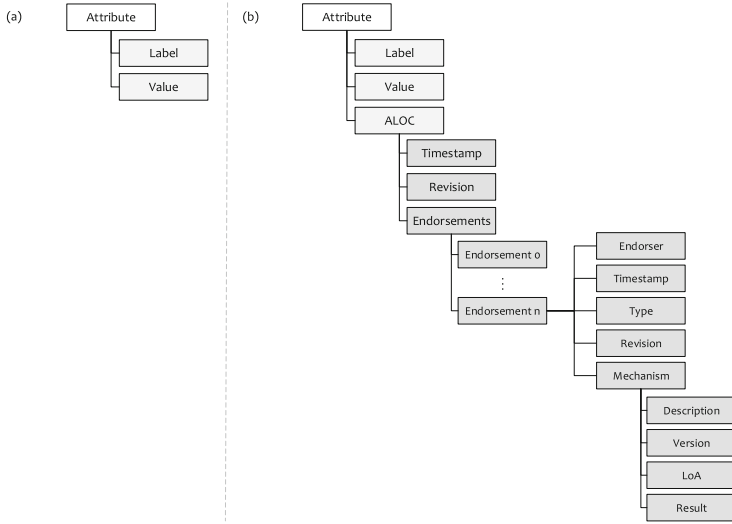 (a)
Attribute
Label
Value
(b)
Attribute
Label
Value
ALOC
Timestamp
Revision
Endorsements
Endorsement 0
⋮
Endorsement n
Endorser
Timestamp
Type
Revision
Mechanism
Description
Version
LoA
Result